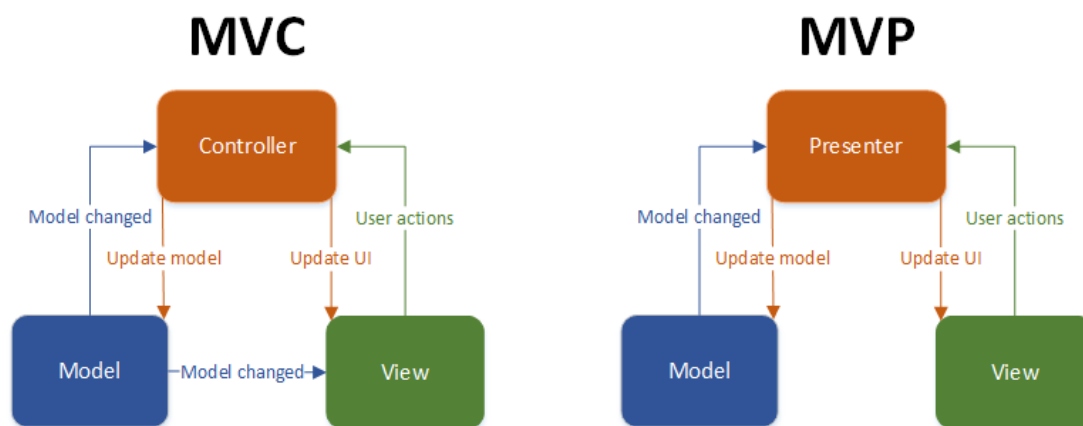 MVC
MVP
Controller
Presenter
Model changed
User actions
Model changed
User actions
Update model
Update UI
Update model
Update UI
Model
Model changed
View
Model
View